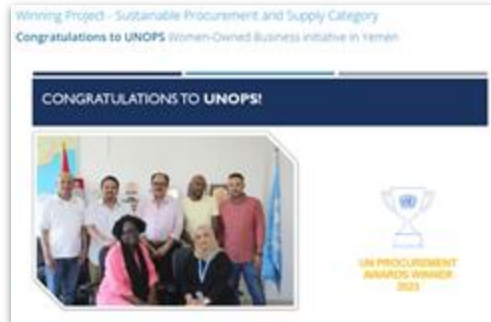 Winning Project - Sustainable Procurement and Supply Category
Congratulations to UNOPS Women-Owned Business initiative in Yemen
CONGRATULATIONS TO UNOPS!
UN PROCUREMENT
AWARDS WINNER
2023